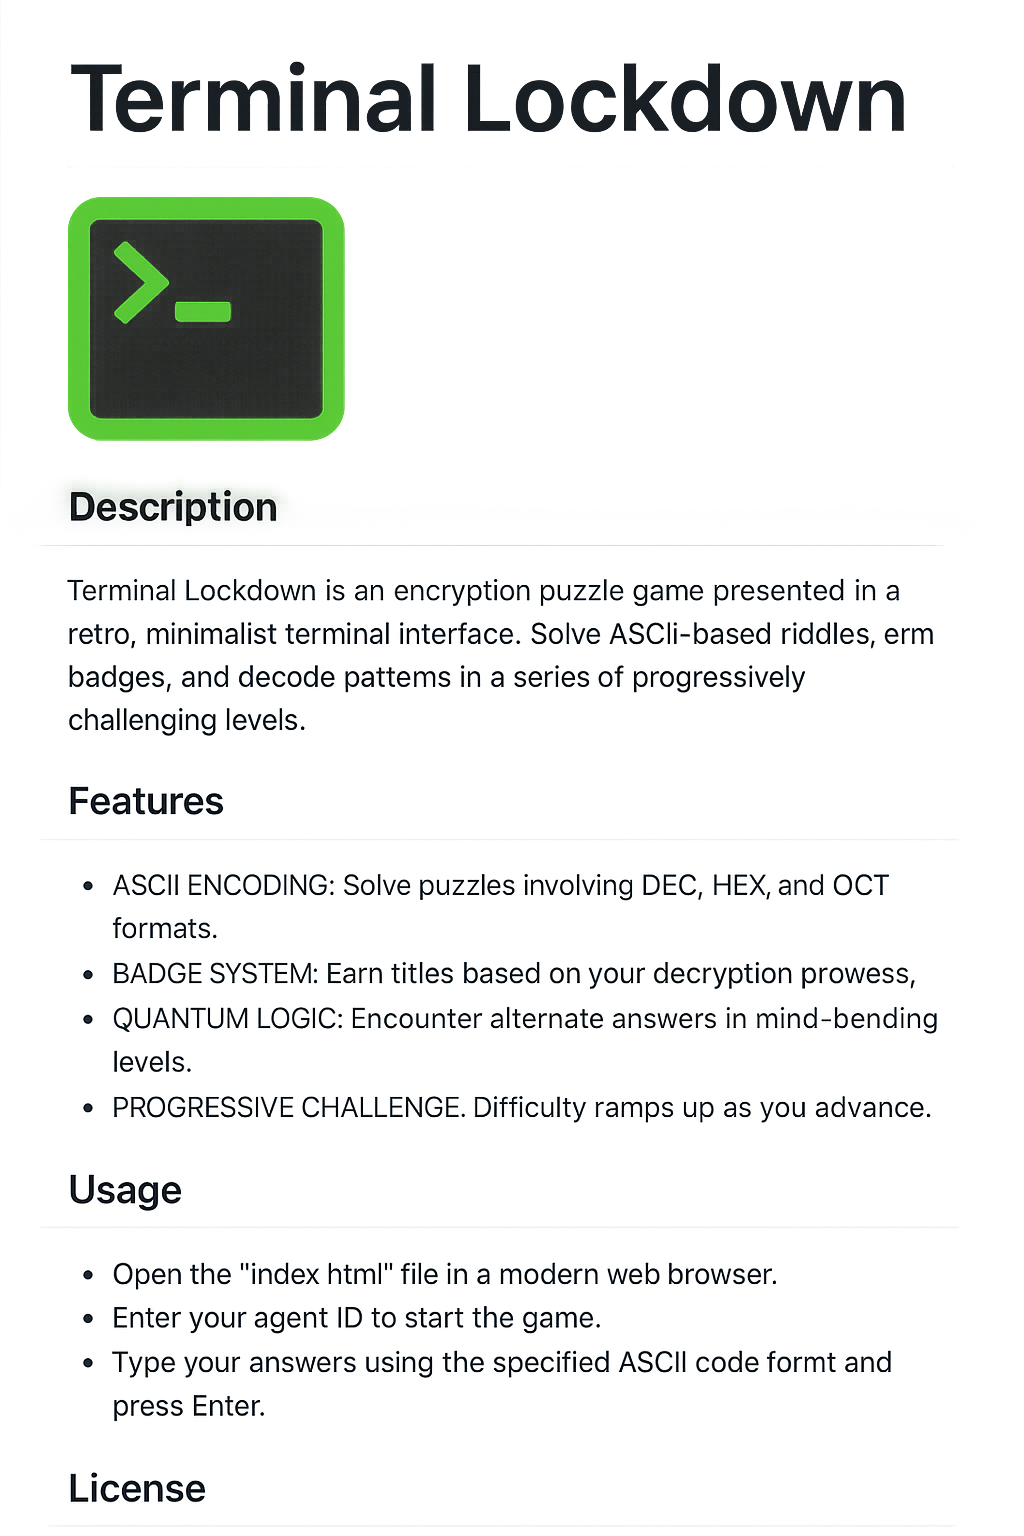 Terminal Lockdown
>_
Description
Terminal Lockdown is an encryption puzzle game presented in a
retro, minimalist terminal interface. Solve ASCIi-based riddles, erm
badges, and decode pattems in a series of progressively
challenging levels.
Features
• ASCII ENCODING: Solve puzzles involving DEC, HEX, and OCT
formats.
• BADGE SYSTEM: Earn titles based on your decryption prowess,
• QUANTUM LOGIC: Encounter alternate answers in mind-bending
levels.
• PROGRESSIVE CHALLENGE. Difficulty ramps up as you advance.
Usage
• Open the "index html" file in a modern web browser.
• Enter your agent ID to start the game.
• Type your answers using the specified ASCII code formt and
press Enter.
License